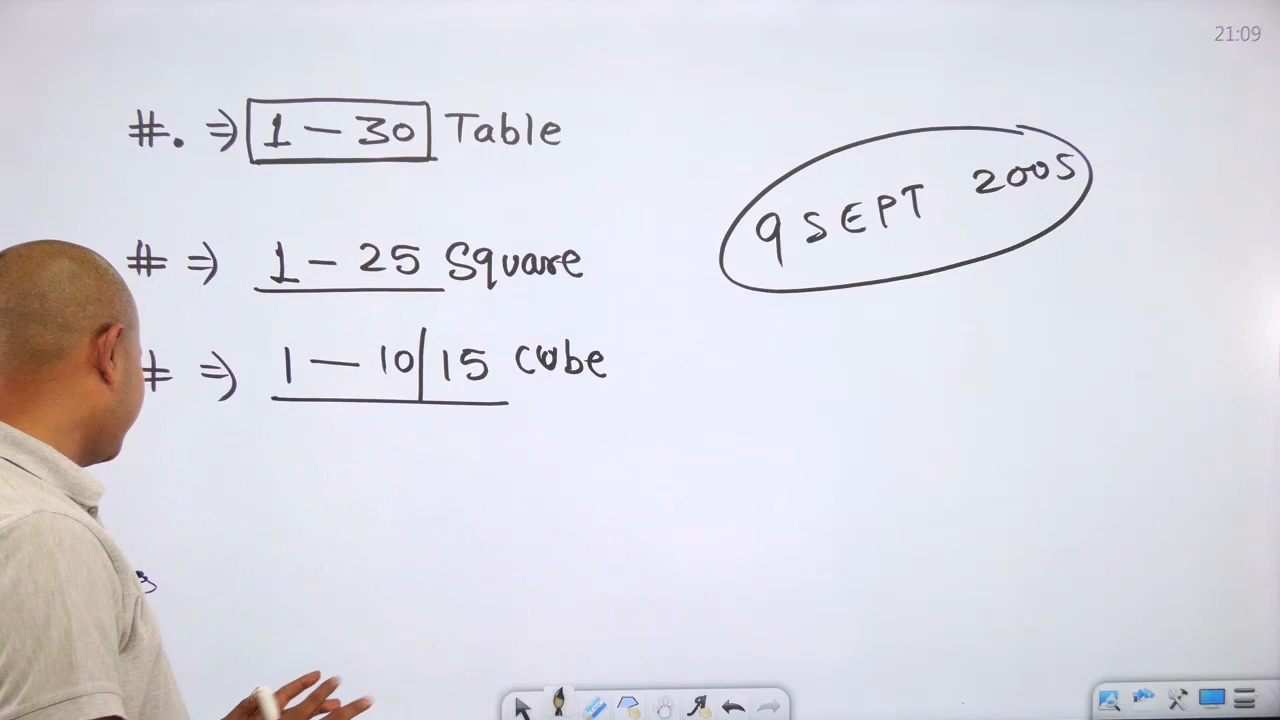 21:09
#. ⇒ 1 – 30 Table
9 SEPT 2005
# ⇒ 1 – 25 Square
# ⇒ 1 – 10 | 15 Cube